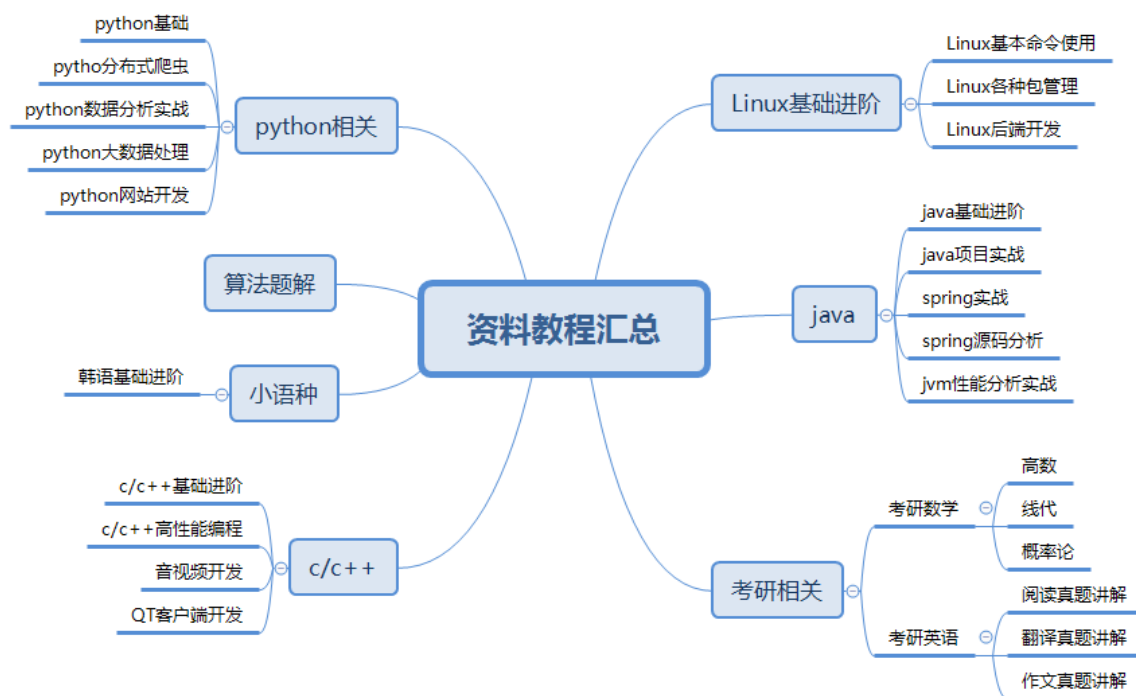 资料教程汇总
python相关
python基础
pytho分布式爬虫
python数据分析实战
python大数据处理
python网站开发
算法题解
小语种
韩语基础进阶
c/c++
c/c++基础进阶
c/c++高性能编程
音视频开发
QT客户端开发
Linux基础进阶
Linux基本命令使用
Linux各种包管理
Linux后端开发
java
java基础进阶
java项目实战
spring实战
spring源码分析
jvm性能分析实战
考研相关
考研数学
高数
线代
概率论
考研英语
阅读真题讲解
翻译真题讲解
作文真题讲解